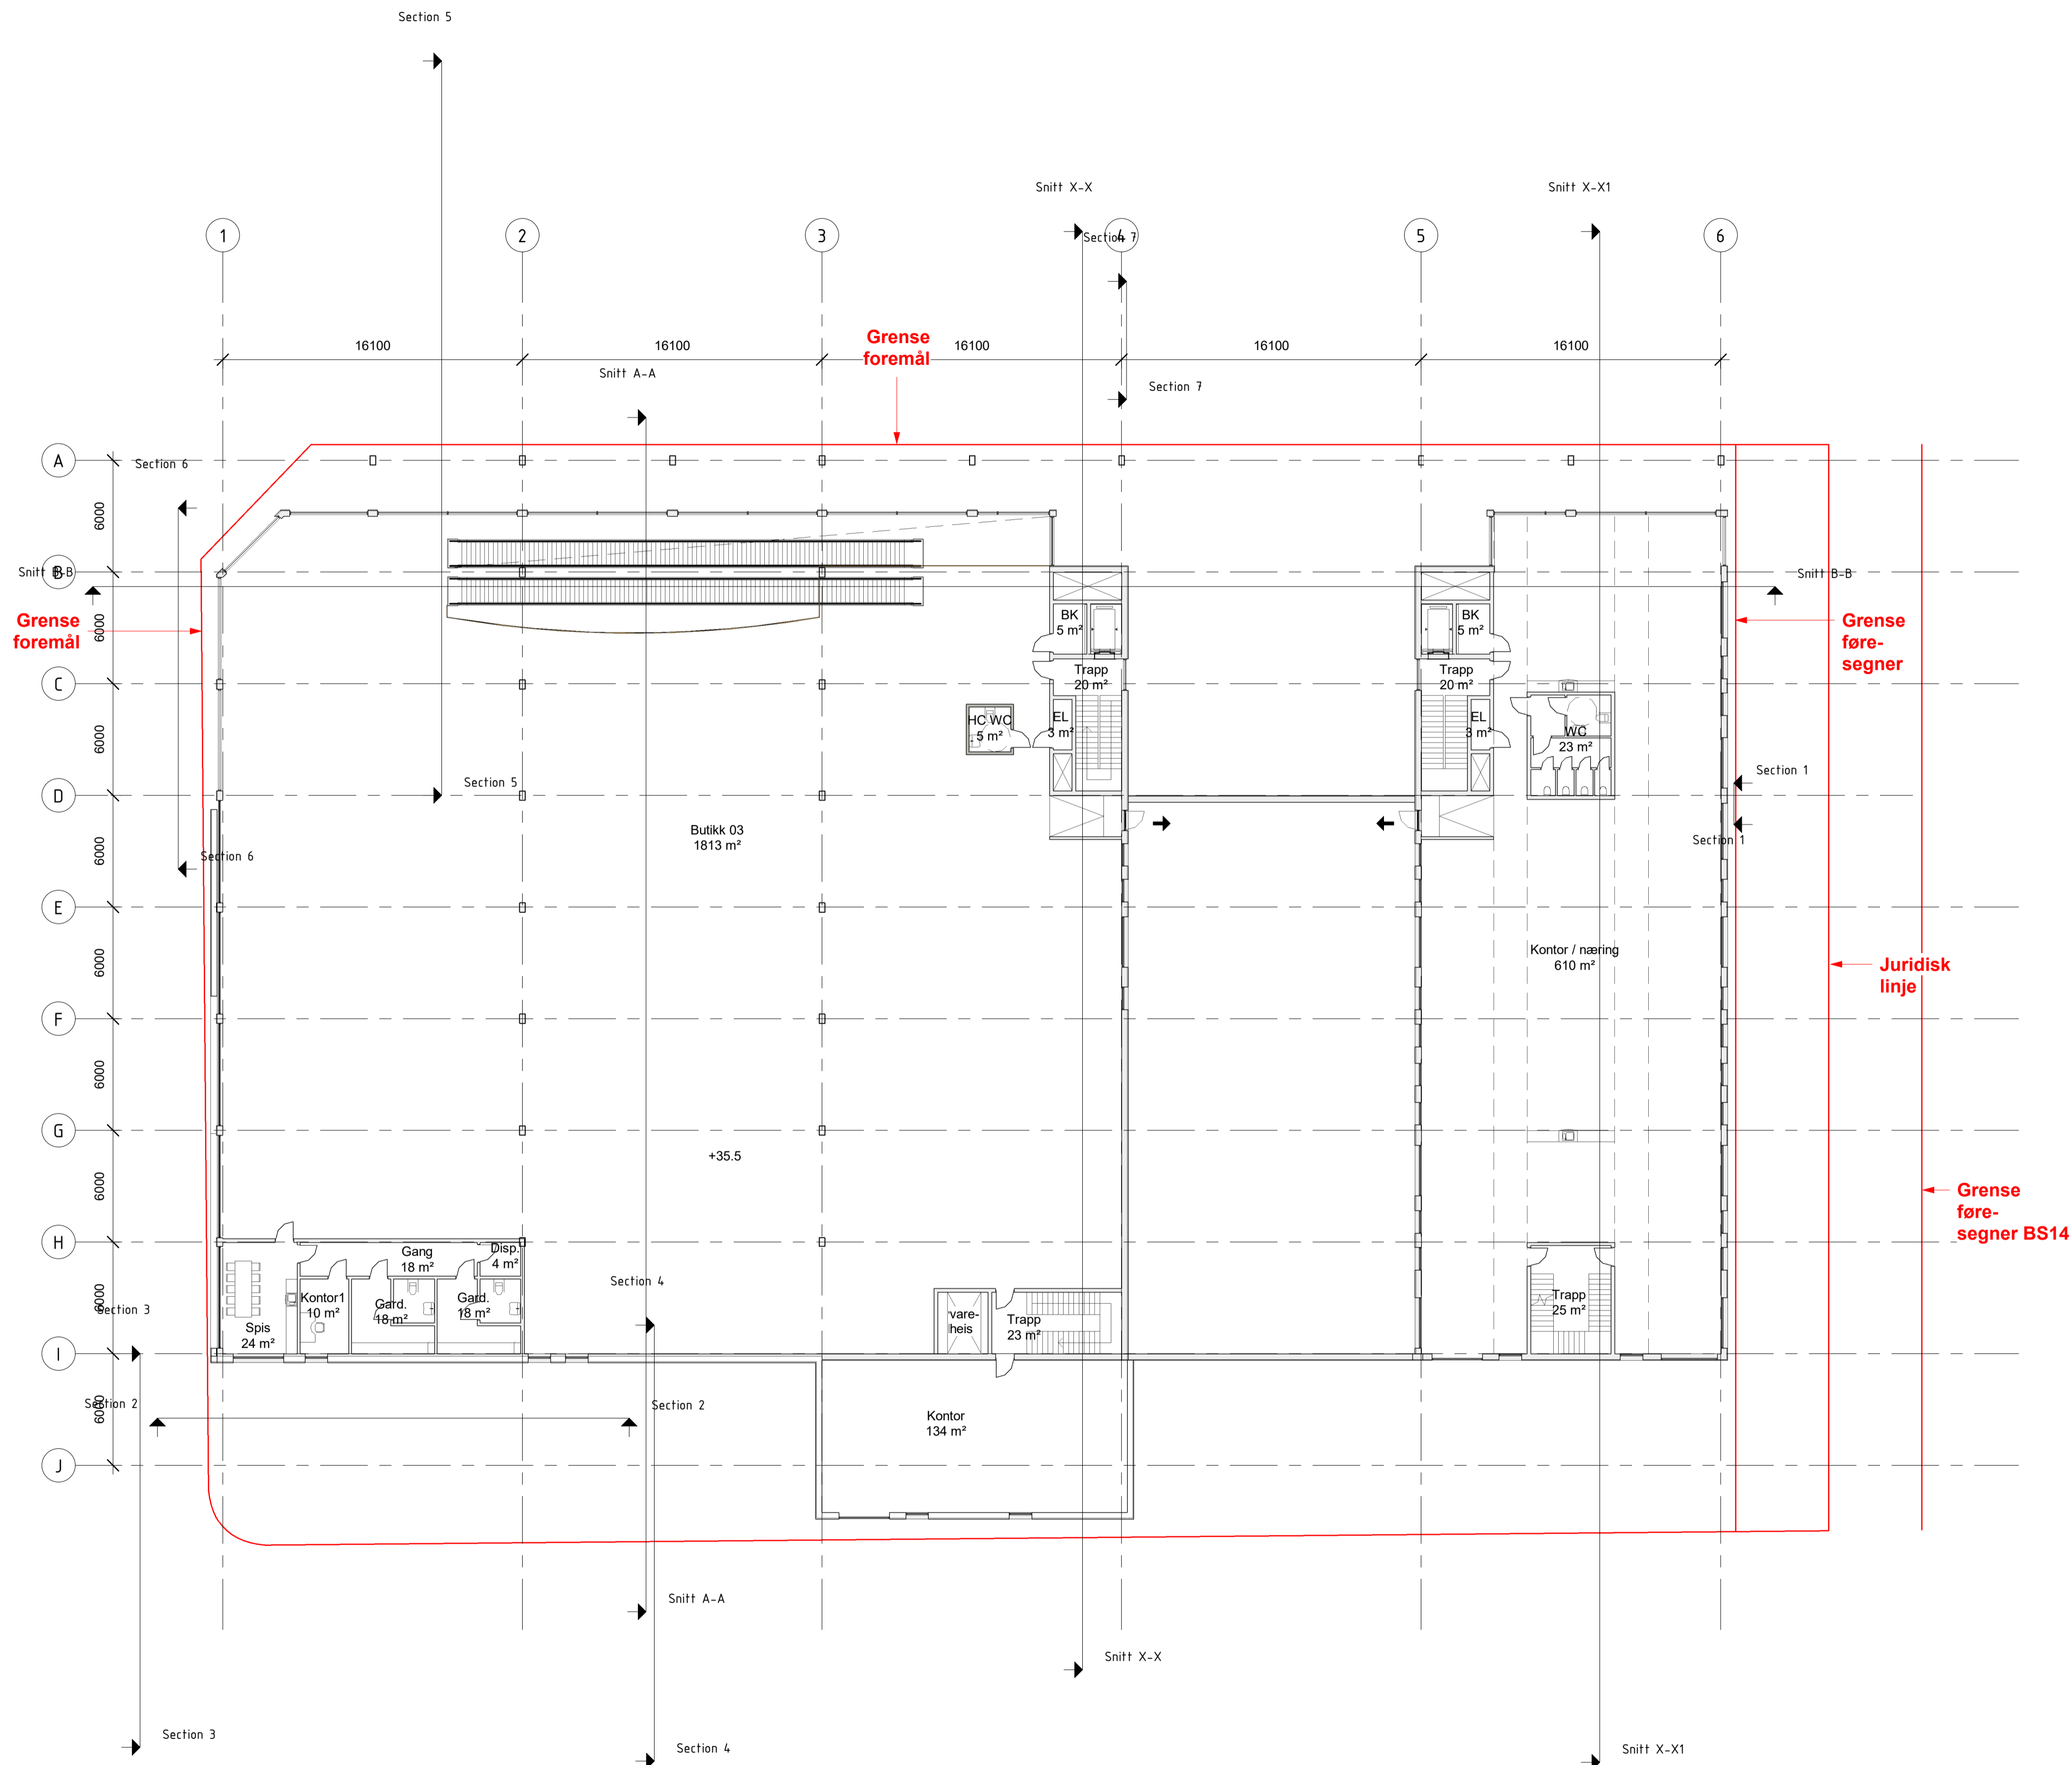 Section 5
Snitt X-X
Snitt X-X1
1
2
3
4
5
6
Section 7
16100
16100
16100
16100
16100
Grense
foremål
Snitt A-A
Section 7
A
Section 6
6000
B
Snitt B-B
Snitt B-B
Grense
foremål
6000
BK
5 m²
BK
5 m²
Grense
føre-
segner
C
Trapp
20 m²
Trapp
20 m²
6000
HC WC
5 m²
EL
3 m²
EL
3 m²
WC
23 m²
D
Section 5
Section 1
Butikk 03
1813 m²
Section 1
6000
Section 6
E
Kontor / næring
610 m²
6000
Juridisk
linje
F
6000
G
+35.5
6000
Grense
føre-
segner BS14
H
Gang
18 m²
Disp.
4 m²
Section 4
6000
Section 3
Kontor1
10 m²
Gard.
18 m²
Gard.
18 m²
Spis
24 m²
vare-
heis
Trapp
23 m²
Trapp
25 m²
I
6000
Section 2
Section 2
Kontor
134 m²
J
Snitt A-A
Snitt X-X
Section 3
Section 4
Snitt X-X1